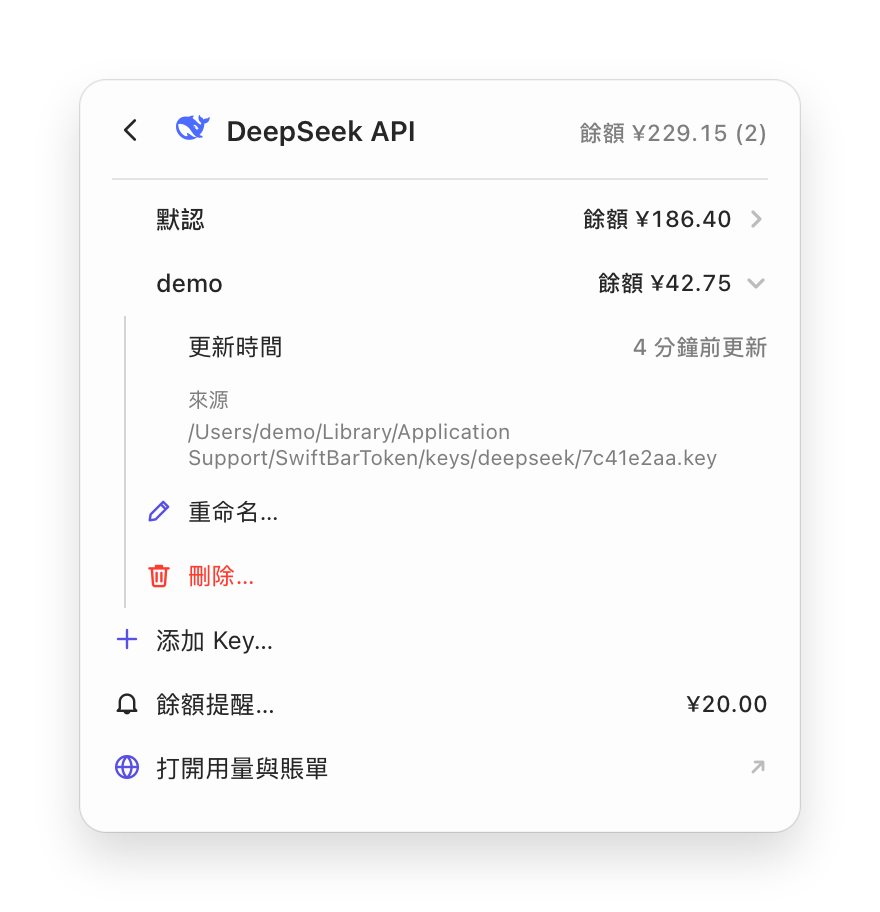 DeepSeek API 餘額 ¥229.15 (2)
默認 餘額 ¥186.40
demo 餘額 ¥42.75
更新時間 4 分鐘前更新
來源
/Users/demo/Library/Application
Support/SwiftBarToken/keys/deepseek/7c41e2aa.key
重命名...
刪除...
添加 Key...
餘額提醒... ¥20.00
打開用量與賬單